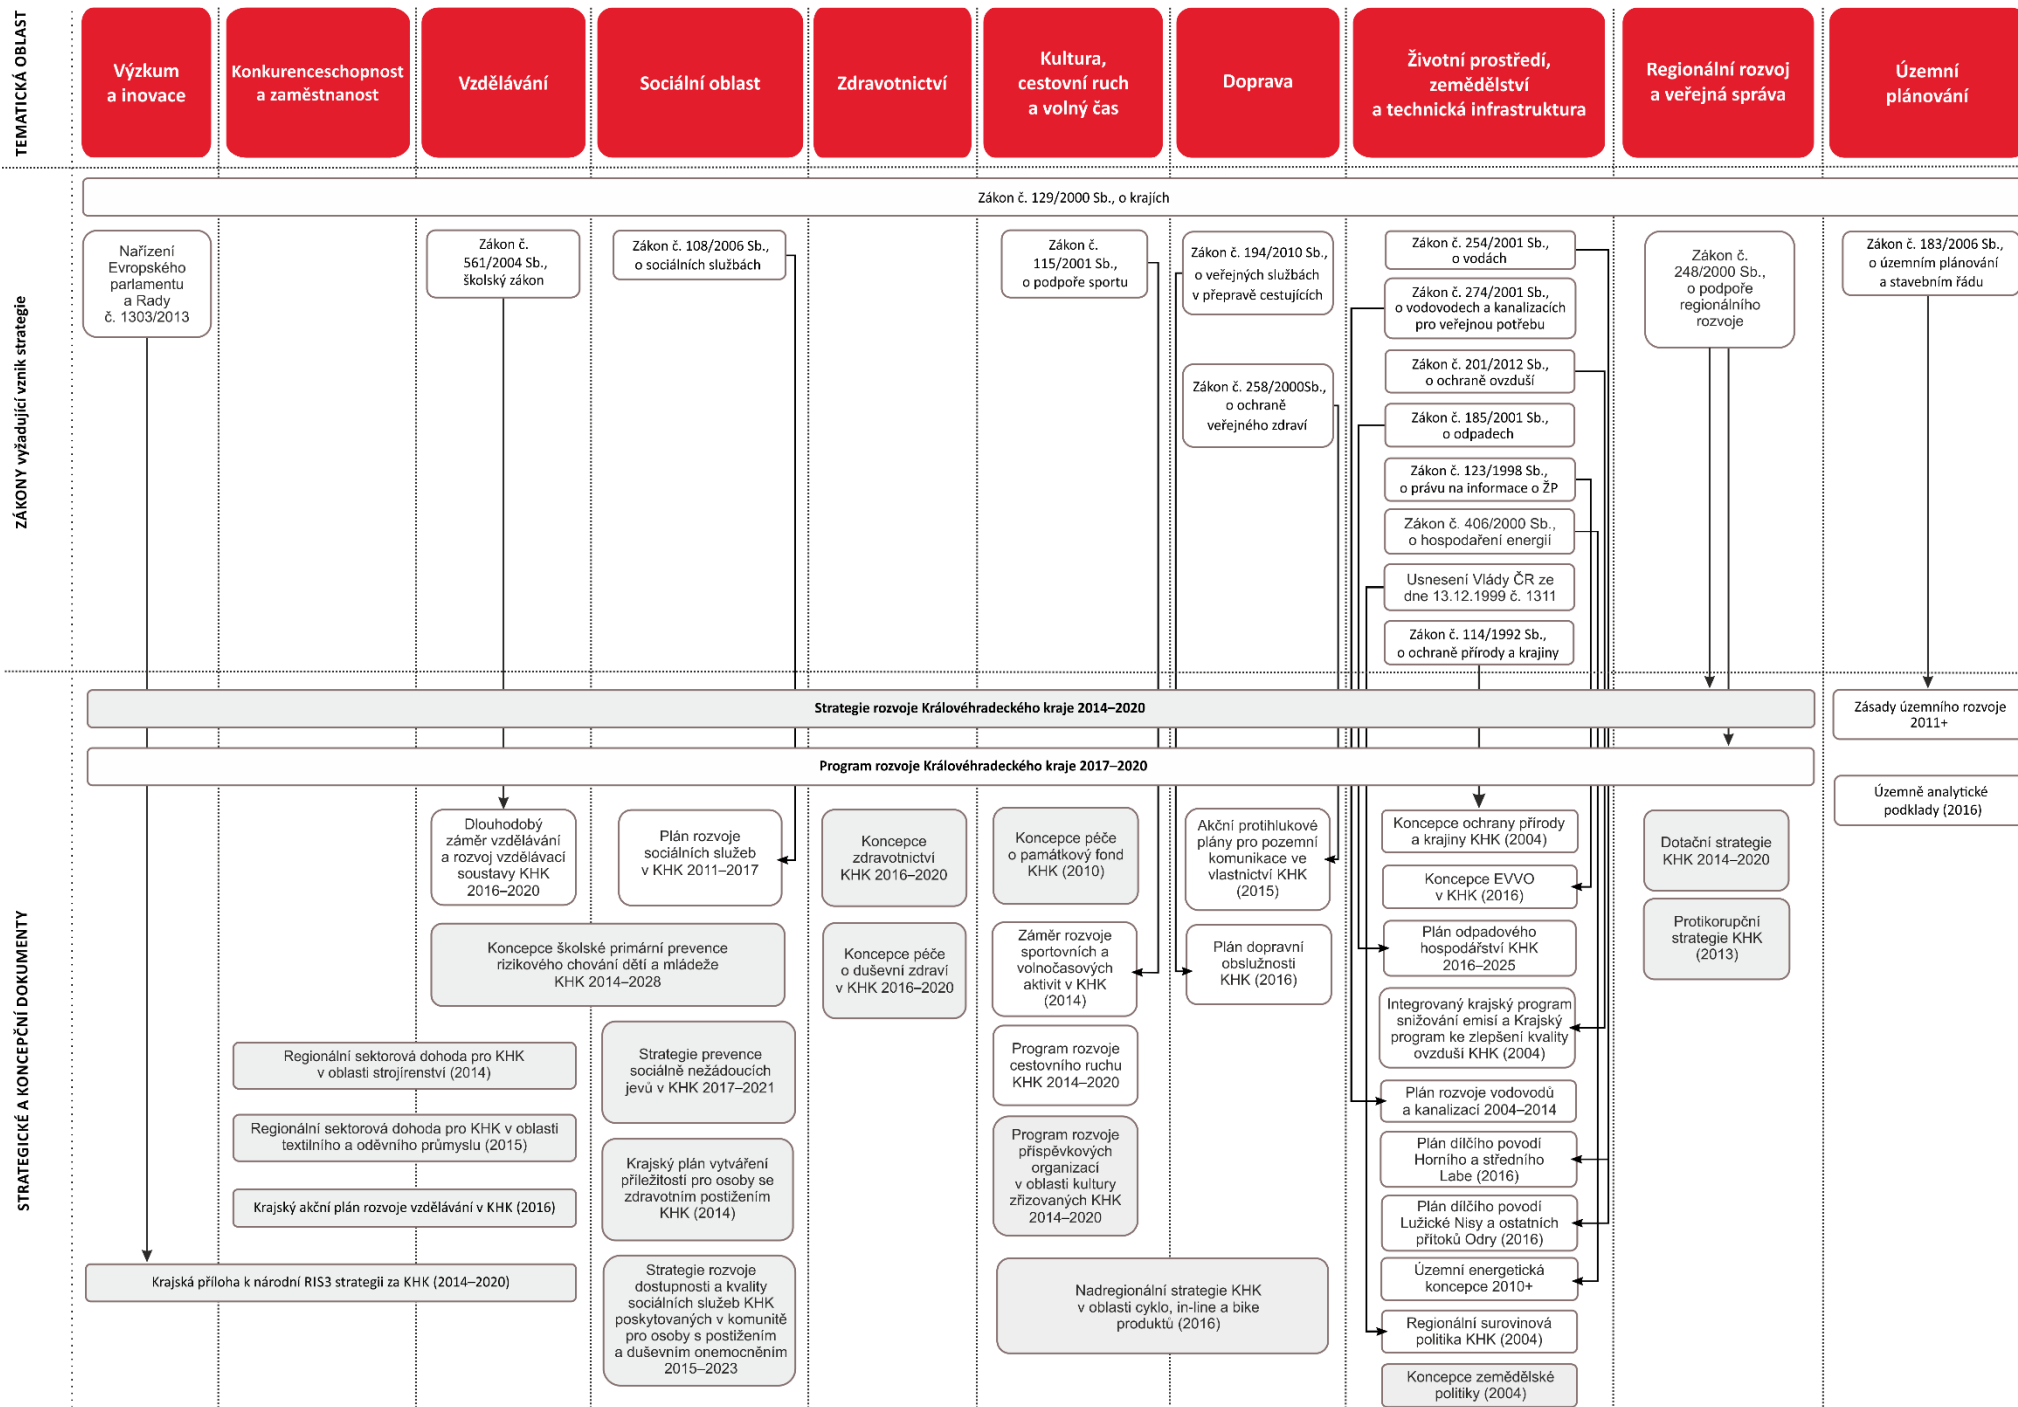 TEMATICKÁ OBLAST
Výzkum
a inovace
Konkurenceschopnost
a zaměstnanost
Vzdělávání
Sociální oblast
Zdravotnictví
Kultura,
cestovní ruch
a volný čas
Doprava
Životní prostředí,
zemědělství
a technická infrastruktura
Regionální rozvoj
a veřejná správa
Územní
plánování
ZÁKONY vyžadující vznik strategie
Zákon č. 129/2000 Sb., o krajích
Nařízení
Evropského
parlamentu
a Rady
č. 1303/2013
Zákon č.
561/2004 Sb.,
školský zákon
Zákon č. 108/2006 Sb.,
o sociálních službách
Zákon č.
115/2001 Sb.,
o podpoře sportu
Zákon č. 194/2010 Sb.,
o veřejných službách
v přepravě cestujících
Zákon č. 258/2000Sb.,
o ochraně
veřejného zdraví
Zákon č. 254/2001 Sb.,
o vodách
Zákon č. 274/2001 Sb.,
o vodovodech a kanalizacích
pro veřejnou potřebu
Zákon č. 201/2012 Sb.,
o ochraně ovzduší
Zákon č. 185/2001 Sb.,
o odpadech
Zákon č. 123/1998 Sb.,
o právu na informace o ŽP
Zákon č. 406/2000 Sb.,
o hospodaření energií
Usnesení Vlády ČR ze
dne 13.12.1999 č. 1311
Zákon č. 114/1992 Sb.,
o ochraně přírody a krajiny
Zákon č.
248/2000 Sb.,
o podpoře
regionálního
rozvoje
Zákon č. 183/2006 Sb.,
o územním plánování
a stavebním řádu
STRATEGICKÉ A KONCEPČNÍ DOKUMENTY
Strategie rozvoje Královéhradeckého kraje 2014–2020
Program rozvoje Královéhradeckého kraje 2017–2020
Zásady územního rozvoje
2011+
Územně analytické
podklady (2016)
Dlouhodobý
záměr vzdělávání
a rozvoj vzdělávací
soustavy KHK
2016–2020
Plán rozvoje
sociálních služeb
v KHK 2011–2017
Koncepce
zdravotnictví
KHK 2016–2020
Koncepce péče
o památkový fond
KHK (2010)
Akční protihlukové
plány pro pozemní
komunikace ve
vlastnictví KHK
(2015)
Koncepce ochrany přírody
a krajiny KHK (2004)
Dotační strategie
KHK 2014–2020
Koncepce EVVO
v KHK (2016)
Protikorupční
strategie KHK
(2013)
Koncepce školské primární prevence
rizikového chování dětí a mládeže
KHK 2014–2028
Koncepce péče
o duševní zdraví
v KHK 2016–2020
Záměr rozvoje
sportovních a
volnočasových
aktivit v KHK
(2014)
Plán dopravní
obslužnosti
KHK (2016)
Plán odpadového
hospodářství KHK
2016–2025
Integrovaný krajský program
snižování emisí a Krajský
program ke zlepšení kvality
ovzduší KHK (2004)
Regionální sektorová dohoda pro KHK
v oblasti strojírenství (2014)
Strategie prevence
sociálně nežádoucích
jevů v KHK 2017–2021
Program rozvoje
cestovního ruchu
KHK 2014–2020
Plán rozvoje vodovodů
a kanalizací 2004–2014
Regionální sektorová dohoda pro KHK v oblasti
textilního a oděvního průmyslu (2015)
Krajský plán vytváření
příležitostí pro osoby se
zdravotním postižením
KHK (2014)
Program rozvoje
příspěvkových
organizací
v oblasti kultury
zřizovaných KHK
2014–2020
Plán dílčího povodí
Horního a středního
Labe (2016)
Krajský akční plán rozvoje vzdělávání v KHK (2016)
Plán dílčího povodí
Lužické Nisy a ostatních
přítoků Odry (2016)
Krajská příloha k národní RIS3 strategii za KHK (2014–2020)
Strategie rozvoje
dostupnosti a kvality
sociálních služeb KHK
poskytovaných v komunitě
pro osoby s postižením
a duševním onemocněním
2015–2023
Nadregionální strategie KHK
v oblasti cyklo, in-line a bike
produktů (2016)
Územní energetická
koncepce 2010+
Regionální surovinová
politika KHK (2004)
Koncepce zemědělské
politiky (2004)